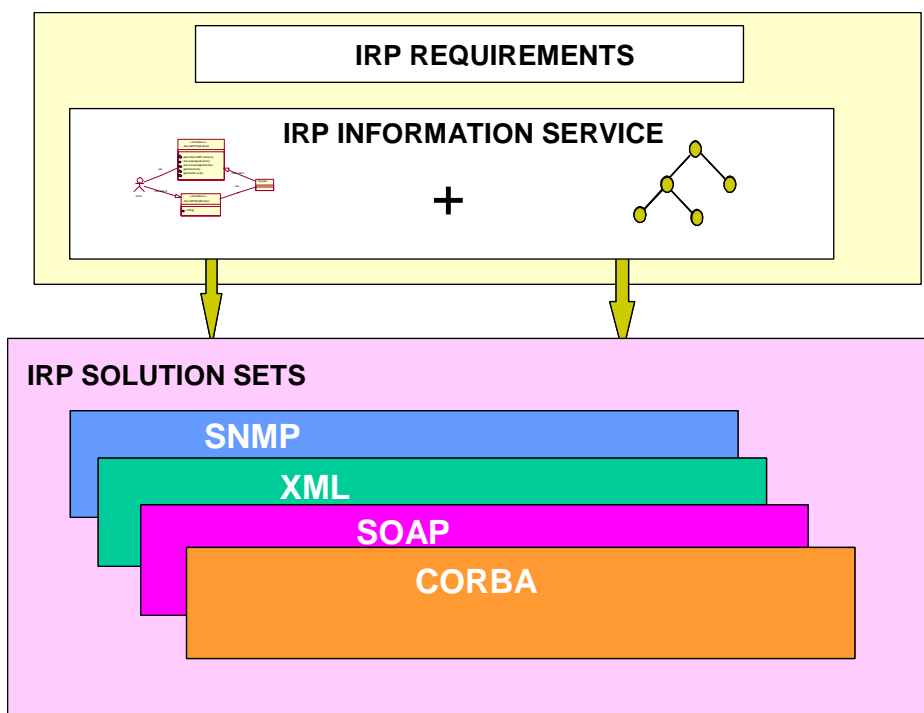 IRP REQUIREMENTS
IRP INFORMATION SERVICE
+
IRP SOLUTION SETS
SNMP
XML
SOAP
CORBA